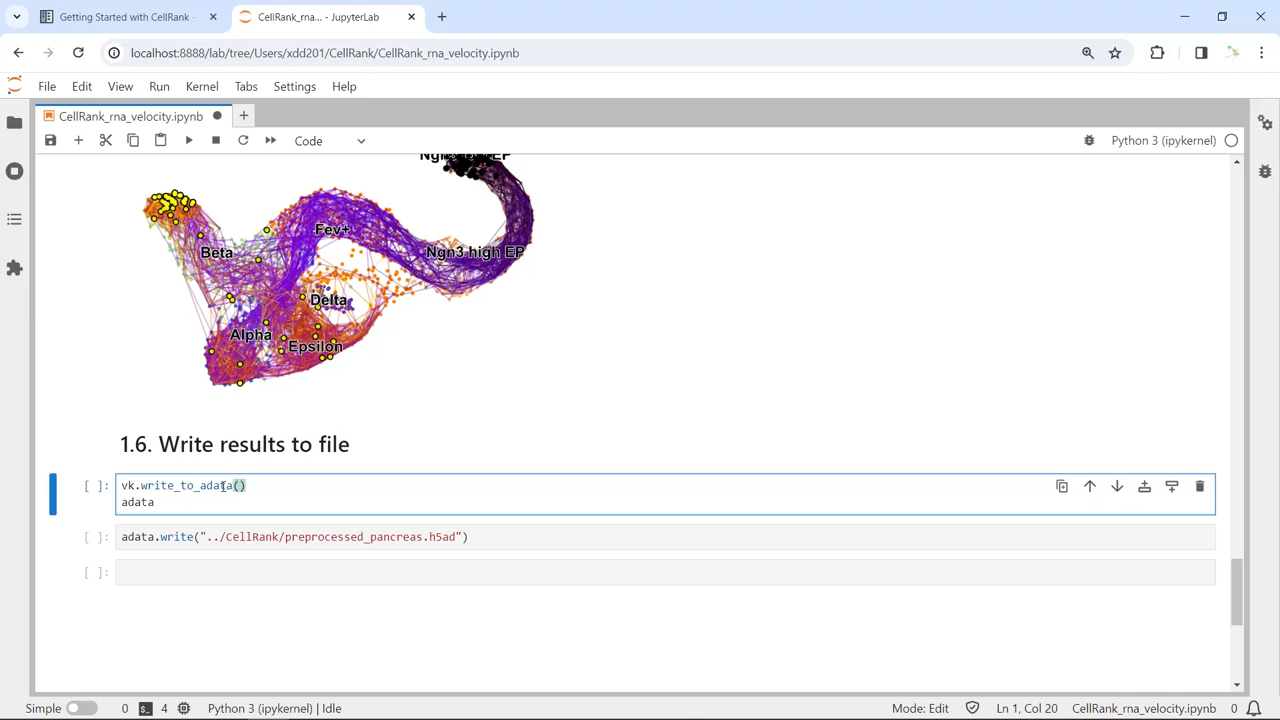 Getting Started with CellRank -
CellRank_rna... - JupyterLab
localhost:8888/lab/tree/Users/xdd201/CellRank/CellRank_rna_velocity.ipynb
File Edit View Run Kernel Tabs Settings Help
CellRank_rna_velocity.ipynb
Code
Python 3 (ipykernel)
Fev+
Beta
Ngn3 high EP
Delta
Alpha
Epsilon
1.6. Write results to file
[ ]: vk.write_to_adata()
adata
[ ]: adata.write("../CellRank/preprocessed_pancreas.h5ad")
[ ]:
Simple 0 4 Python 3 (ipykernel) | Idle Mode: Edit Ln 1, Col 20 CellRank_rna_velocity.ipynb 0